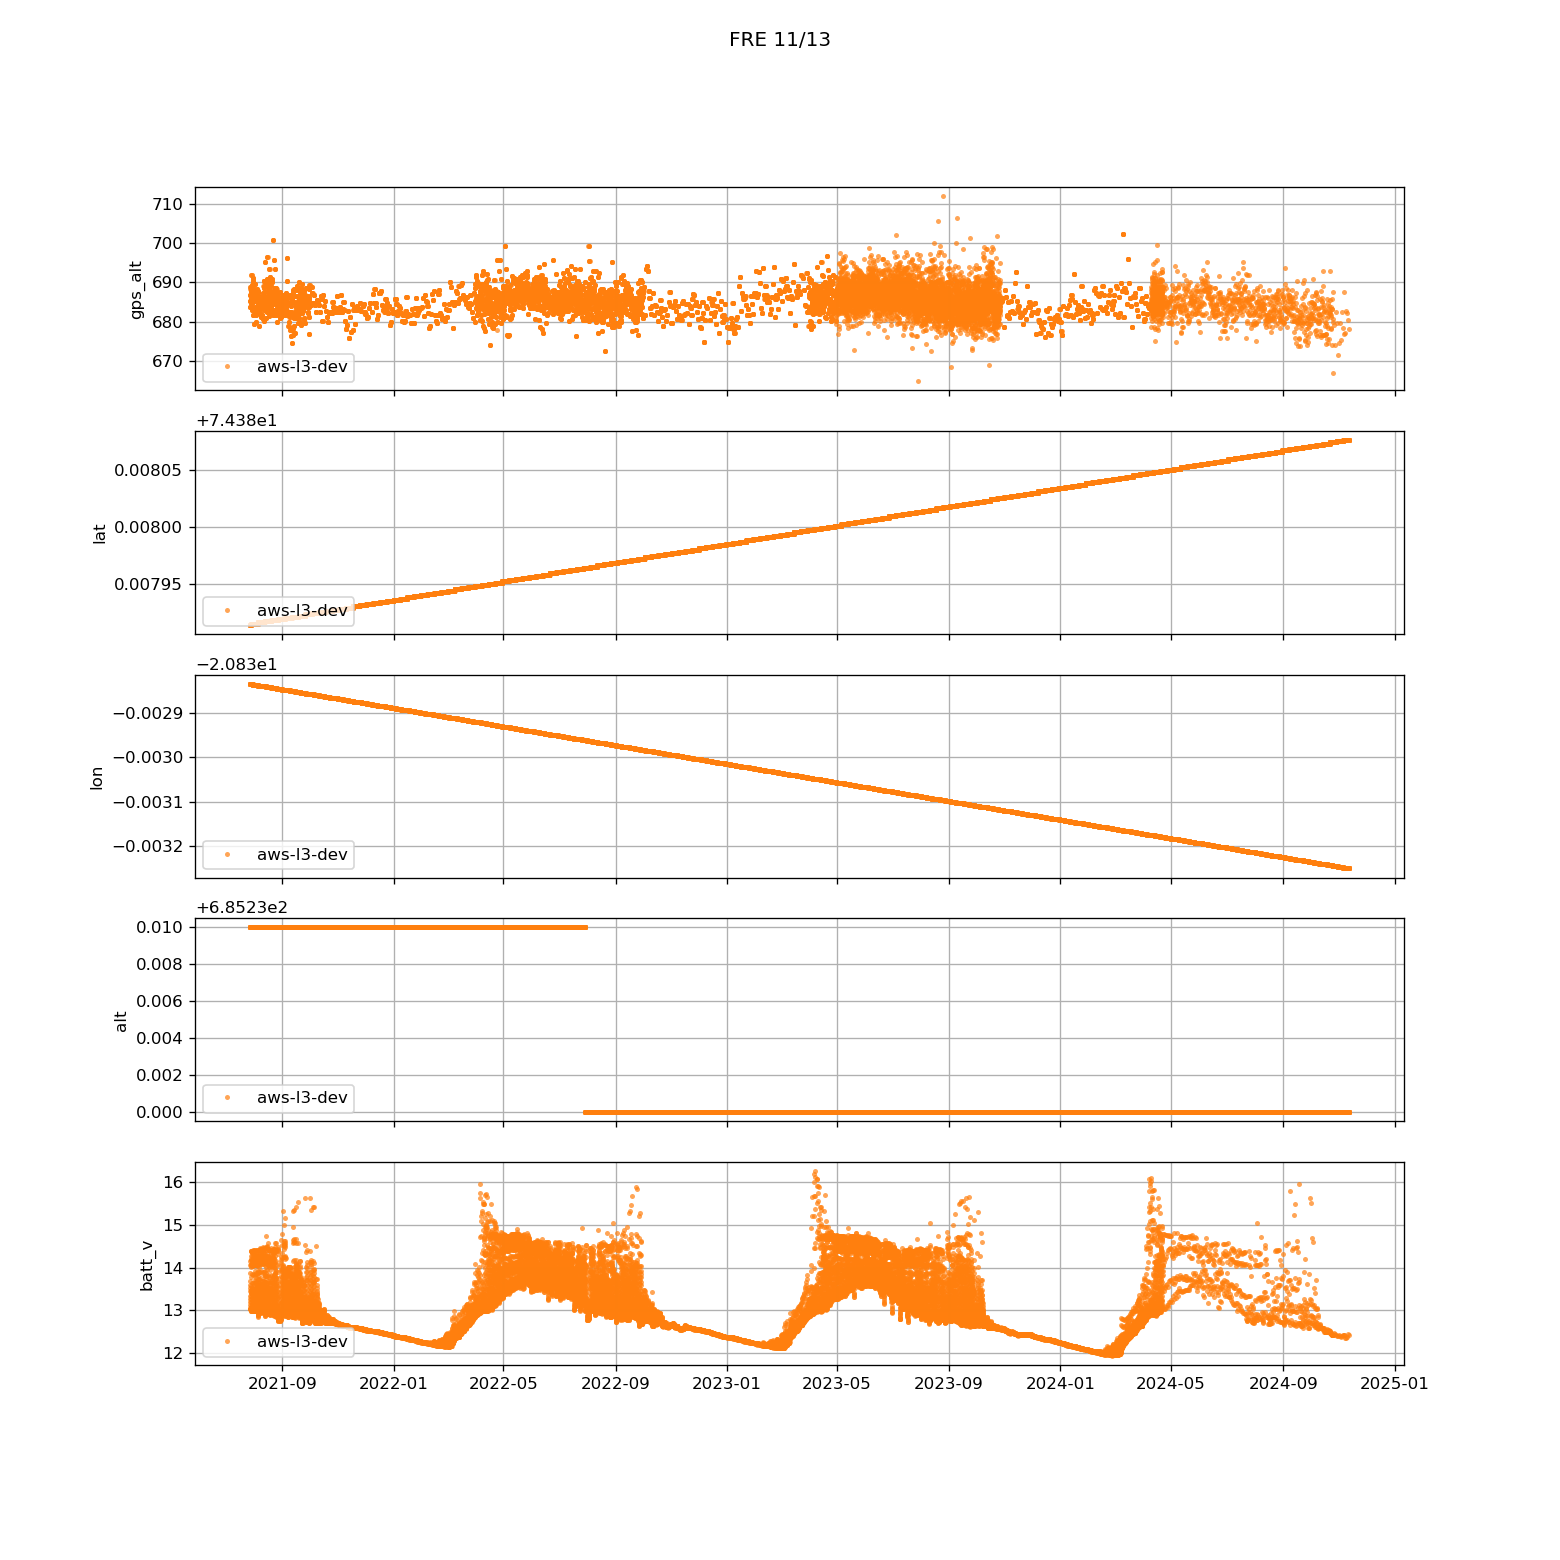 FRE 11/13
710
700
690
680
670
gps_alt
aws-l3-dev
+7.438e1
0.00805
0.00800
0.00795
lat
aws-l3-dev
−2.083e1
−0.0029
−0.0030
−0.0031
−0.0032
lon
aws-l3-dev
+6.8523e2
0.010
0.008
0.006
0.004
0.002
0.000
alt
aws-l3-dev
16
15
14
13
12
batt_v
aws-l3-dev
2021-09 2022-01 2022-05 2022-09 2023-01 2023-05 2023-09 2024-01 2024-05 2024-09 2025-01